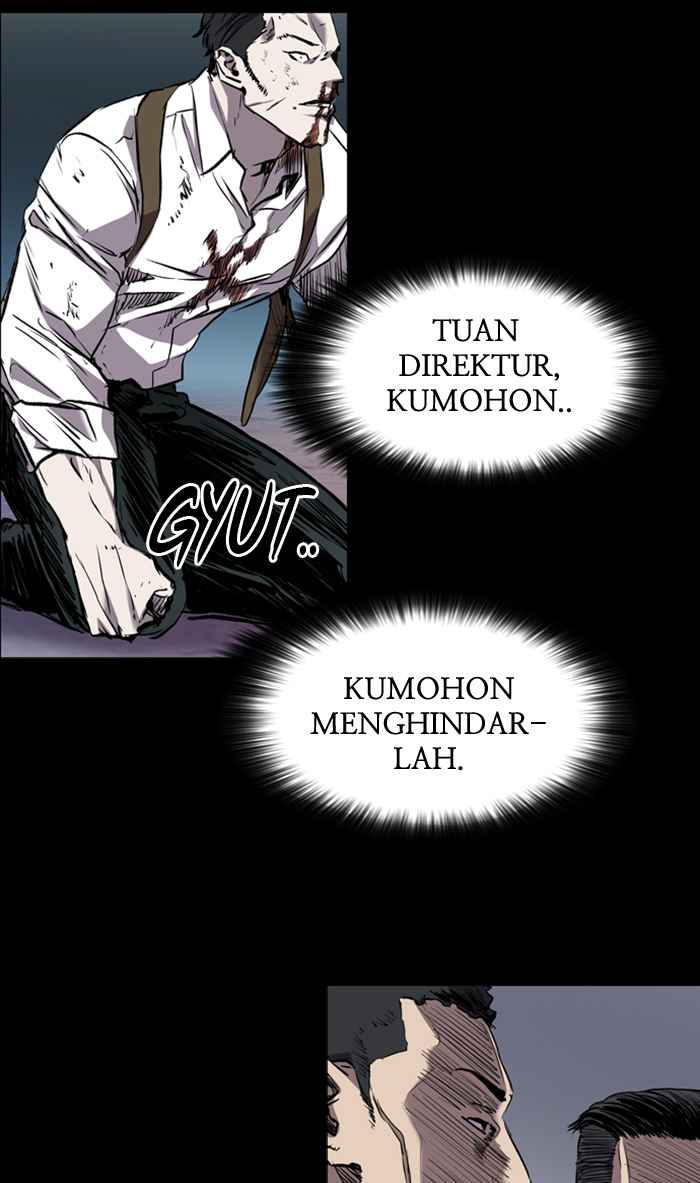 TUAN
DIREKTUR,
KUMOHON..
GYUT..
KUMOHON
MENGHINDAR-
LAH.